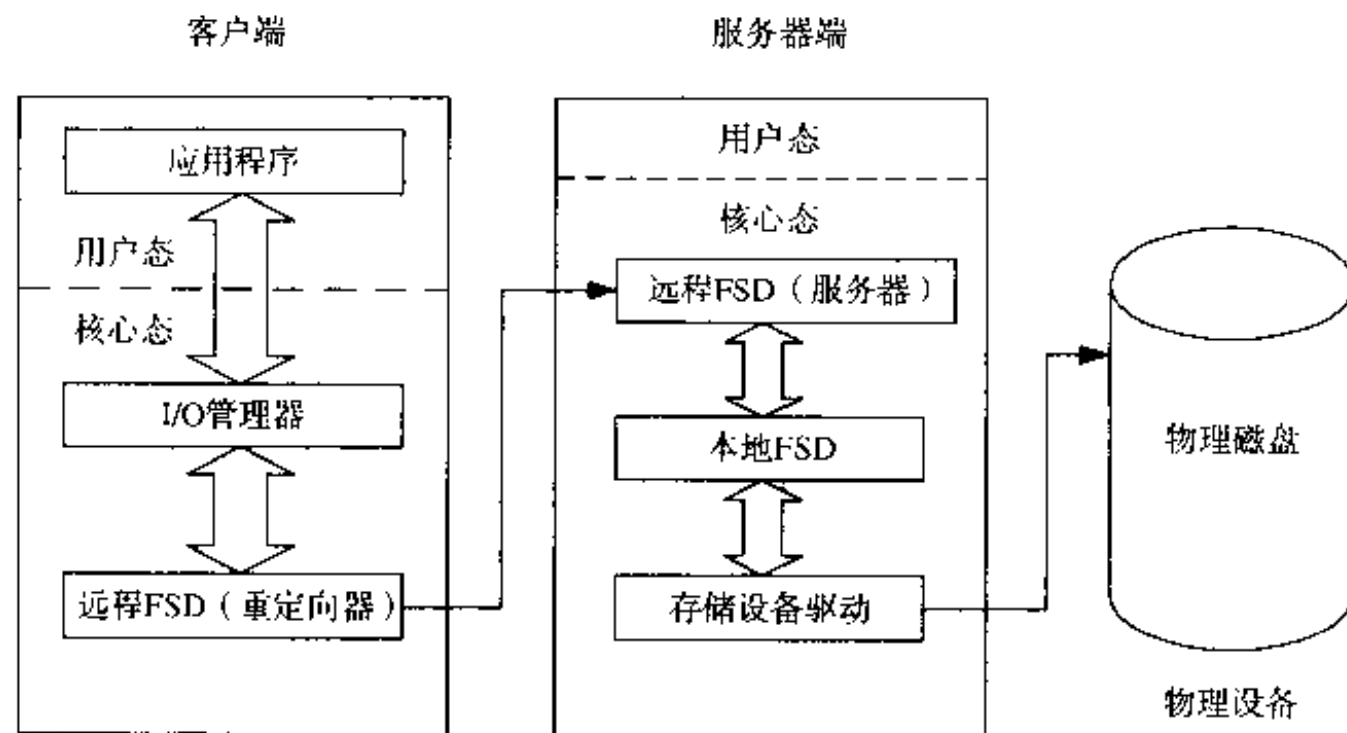 客户端
服务器端
应用程序
用户态
核心态
I/O管理器
远程FSD（重定向器）
用户态
核心态
远程FSD（服务器）
本地FSD
存储设备驱动
物理磁盘
物理设备